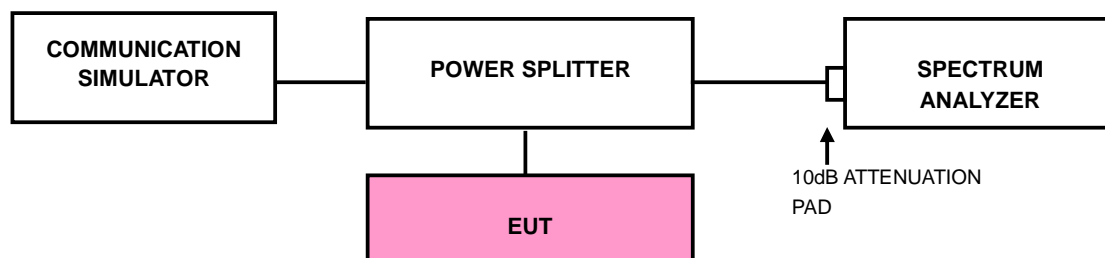 COMMUNICATION
SIMULATOR
POWER SPLITTER
SPECTRUM
ANALYZER
10dB ATTENUATION
PAD
EUT